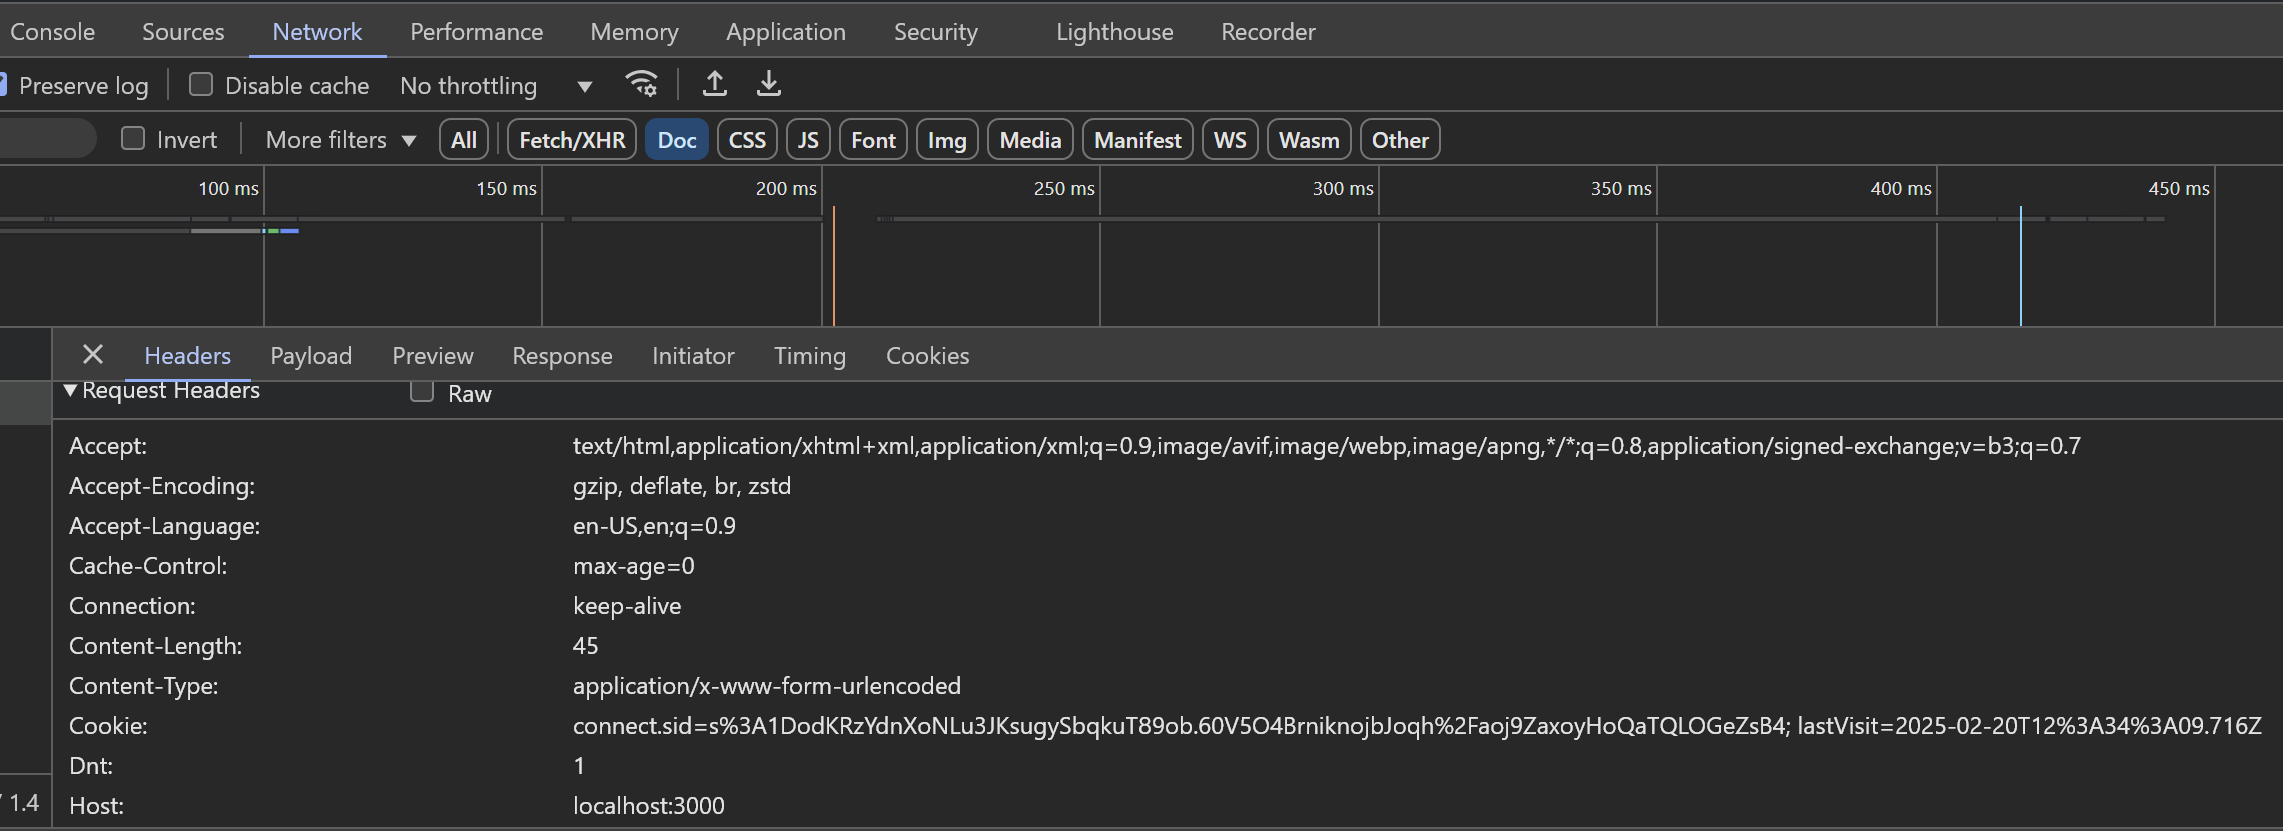 Console Sources Network Performance Memory Application Security Lighthouse Recorder
Preserve log Disable cache No throttling
Invert More filters All Fetch/XHR Doc CSS JS Font Img Media Manifest WS Wasm Other
100 ms 150 ms 200 ms 250 ms 300 ms 350 ms 400 ms 450 ms
Headers Payload Preview Response Initiator Timing Cookies
Request Headers Raw
Accept: text/html,application/xhtml+xml,application/xml;q=0.9,image/avif,image/webp,image/apng,*/*;q=0.8,application/signed-exchange;v=b3;q=0.7
Accept-Encoding: gzip, deflate, br, zstd
Accept-Language: en-US,en;q=0.9
Cache-Control: max-age=0
Connection: keep-alive
Content-Length: 45
Content-Type: application/x-www-form-urlencoded
Cookie: connect.sid=s%3A1DodKRzYdnXoNLu3JKsugySbqkuT89ob.60V5O4BrniknojbJoqh%2Faoj9ZaxoyHoQaTQLOGeZsB4; lastVisit=2025-02-20T12%3A34%3A09.716Z
Dnt: 1
/ 1.4
Host: localhost:3000